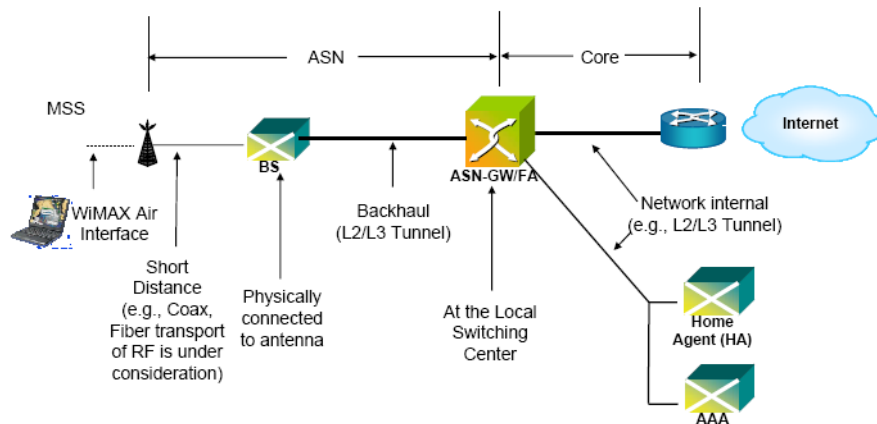 ASN
Core
MSS
Internet
BS
ASN-GW/FA
WiMAX Air
Interface
Backhaul
(L2/L3 Tunnel)
Network internal
(e.g., L2/L3 Tunnel)
Short
Distance
(e.g., Coax,
Fiber transport
of RF is under
consideration)
Physically
connected
to antenna
At the Local
Switching
Center
Home
Agent (HA)
AAA